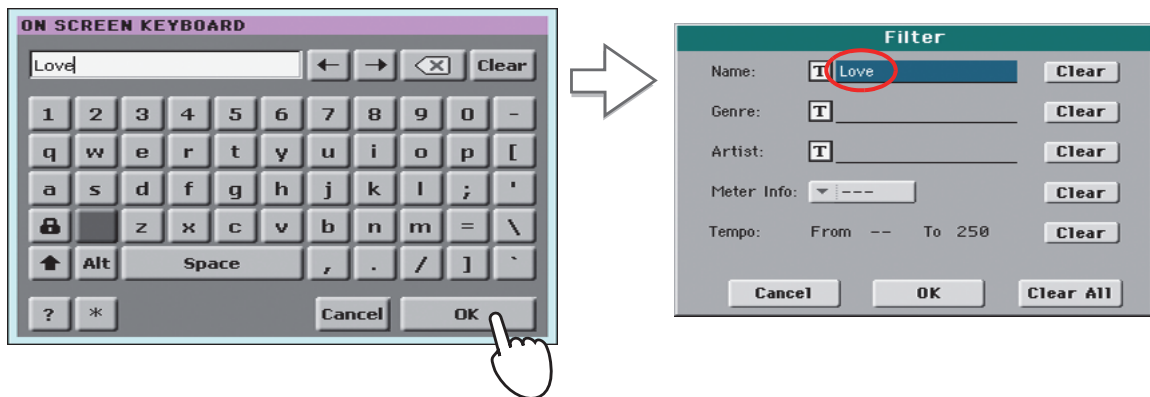 ON SCREEN KEYBOARD
Love ← → ⌫ Clear
1 2 3 4 5 6 7 8 9 0 -
q w e r t y u i o p [
a s d f g h j k l ; '
z x c v b n m = \
Alt Space , . / ] `
? * Cancel OK
Filter
Name: T Love Clear
Genre: T Clear
Artist: T Clear
Meter Info: --- Clear
Tempo: From -- To 250 Clear
Cancel OK Clear All